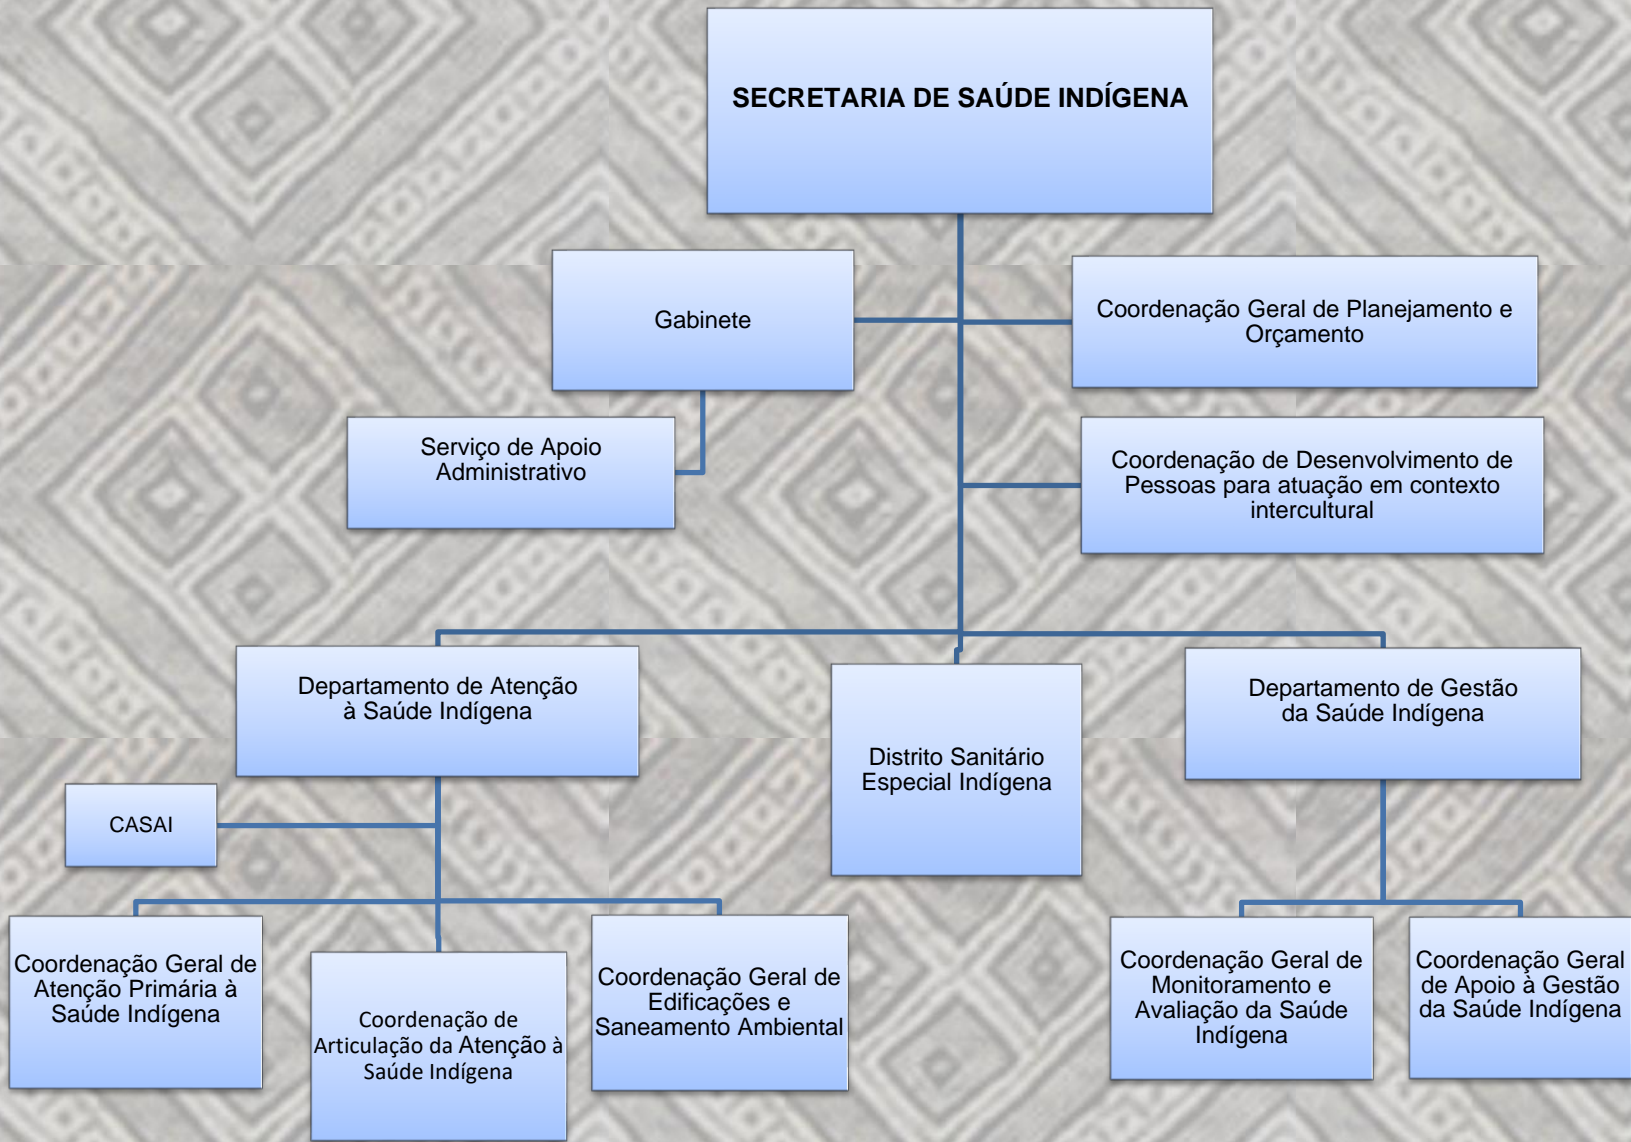 SECRETARIA DE SAÚDE INDÍGENA
Gabinete
Coordenação Geral de Planejamento e
Orçamento
Serviço de Apoio
Administrativo
Coordenação de Desenvolvimento de
Pessoas para atuação em contexto
intercultural
Departamento de Atenção
à Saúde Indígena
Distrito Sanitário
Especial Indígena
Departamento de Gestão
da Saúde Indígena
CASAI
Coordenação Geral de
Atenção Primária à
Saúde Indígena
Coordenação de
Articulação da Atenção à
Saúde Indígena
Coordenação Geral de
Edificações e
Saneamento Ambiental
Coordenação Geral de
Monitoramento e
Avaliação da Saúde
Indígena
Coordenação Geral
de Apoio à Gestão
da Saúde Indígena